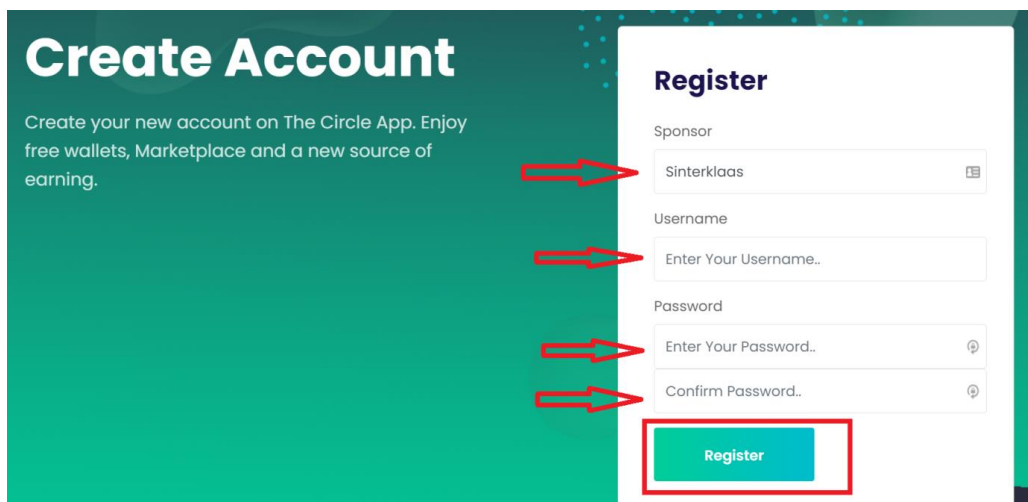 Create Account
Create your new account on The Circle App. Enjoy
free wallets, Marketplace and a new source of
earning.
Register
Sponsor
Sinterklaas
Username
Enter Your Username..
Password
Enter Your Password..
Confirm Password..
Register